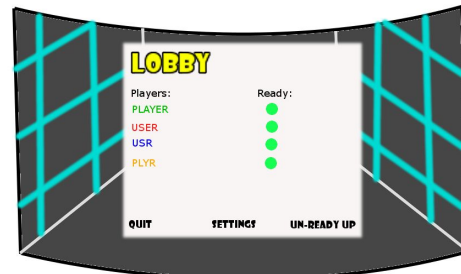 LOBBY
Players: Ready:
PLAYER
USER
USR
PLYR
QUIT SETTINGS UN-READY UP